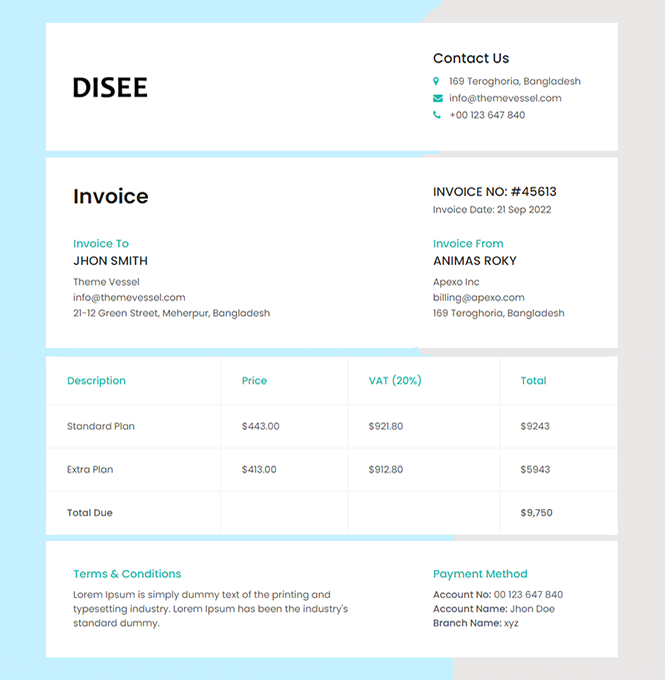 DISEE
Contact Us
169 Teroghoria, Bangladesh
info@themevessel.com
+00 123 647 840
Invoice
INVOICE NO: #45613
Invoice Date: 21 Sep 2022
Invoice To
JHON SMITH
Theme Vessel
info@themevessel.com
21-12 Green Street, Meherpur, Bangladesh
Invoice From
ANIMAS ROKY
Apexo Inc
billing@apexo.com
169 Teroghoria, Bangladesh
Description Price VAT (20%) Total
Standard Plan $443.00 $921.80 $9243
Extra Plan $413.00 $912.80 $5943
Total Due $9,750
Terms & Conditions
Lorem Ipsum is simply dummy text of the printing and
typesetting industry. Lorem Ipsum has been the industry's
standard dummy.
Payment Method
Account No: 00 123 647 840
Account Name: Jhon Doe
Branch Name: xyz